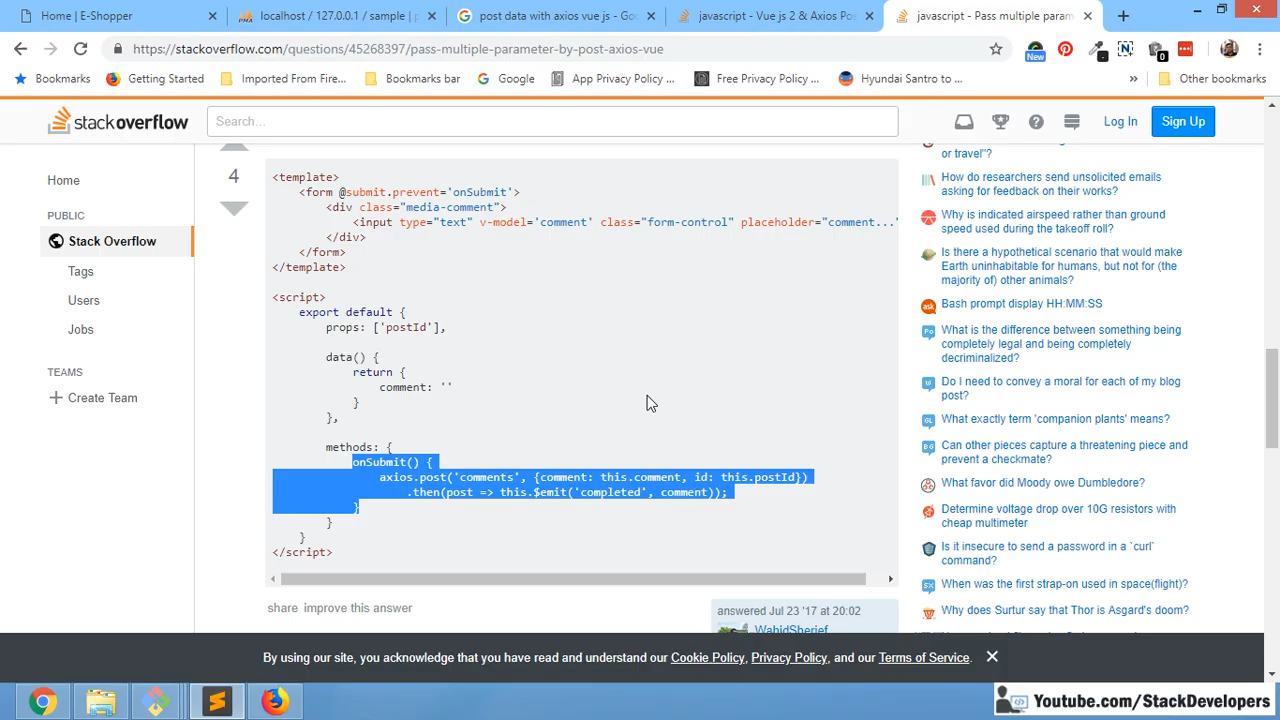 Home | E-Shopper
localhost / 127.0.0.1 / sample | p
post data with axios vue js - Goo
javascript - Vue js 2 & Axios Pos
javascript - Pass multiple param
https://stackoverflow.com/questions/45268397/pass-multiple-parameter-by-post-axios-vue
New
0
Bookmarks
Getting Started
Imported From Fire...
Bookmarks bar
Google
App Privacy Policy ...
Free Privacy Policy ...
Hyundai Santro to ...
»
Other bookmarks
stackoverflow
Search...
Log In
Sign Up
Home
PUBLIC
Stack Overflow
Tags
Users
Jobs
TEAMS
Create Team
4
<template>
<form @submit.prevent='onSubmit'>
<div class="media-comment">
<input type="text" v-model='comment' class="form-control" placeholder="comment..."
</div>
</form>
</template>
<script>
export default {
props: ['postId'],
data() {
return {
comment: ''
}
},
methods: {
onSubmit() {
axios.post('comments', {comment: this.comment, id: this.postId})
.then(post => this.$emit('completed', comment));
}
}
}
</script>
share improve this answer
answered Jul 23 '17 at 20:02
WahidSherief
or travel"?
How do researchers send unsolicited emails
asking for feedback on their works?
Why is indicated airspeed rather than ground
speed used during the takeoff roll?
Is there a hypothetical scenario that would make
Earth uninhabitable for humans, but not for (the
majority of) other animals?
Bash prompt display HH:MM:SS
What is the difference between something being
completely legal and being completely
decriminalized?
Do I need to convey a moral for each of my blog
post?
What exactly term 'companion plants' means?
Can other pieces capture a threatening piece and
prevent a checkmate?
What favor did Moody owe Dumbledore?
Determine voltage drop over 10G resistors with
cheap multimeter
Is it insecure to send a password in a `curl`
command?
When was the first strap-on used in space(flight)?
Why does Surtur say that Thor is Asgard's doom?
By using our site, you acknowledge that you have read and understand our Cookie Policy, Privacy Policy, and our Terms of Service.
Youtube.com/StackDevelopers